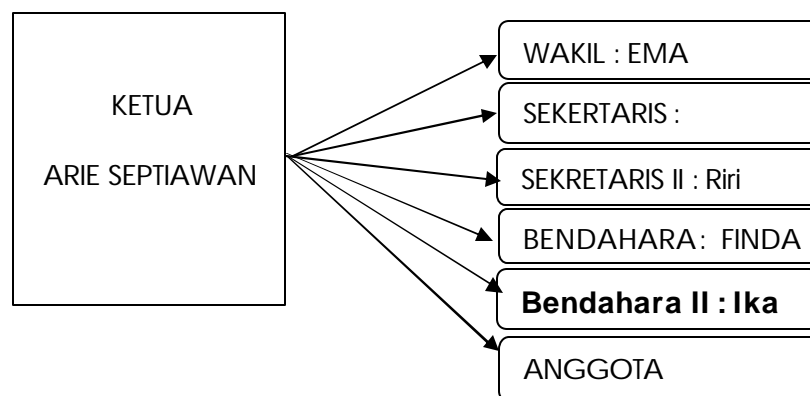 KETUA
ARIE SEPTIAWAN
WAKIL : EMA
SEKERTARIS :
SEKRETARIS II : Riri
BENDAHARA : FINDA
Bendahara II : Ika
ANGGOTA